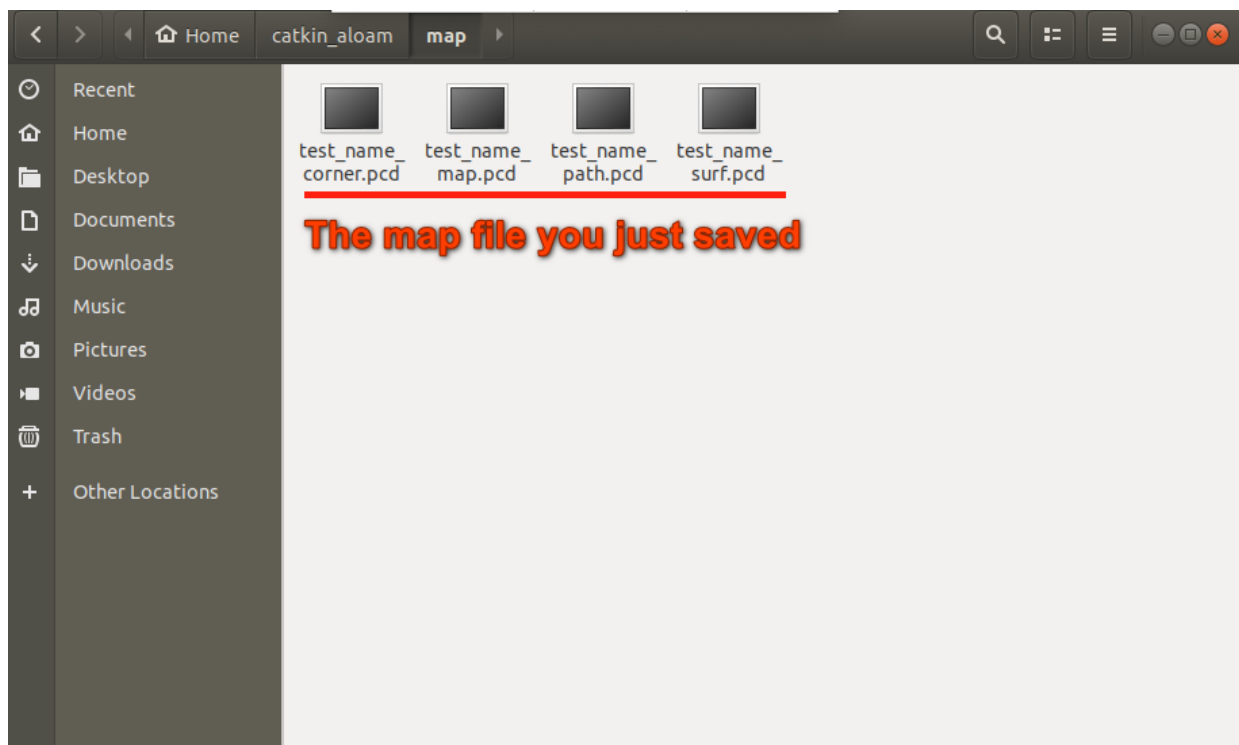 Home catkin_aloam map
Recent
Home
Desktop
Documents
Downloads
Music
Pictures
Videos
Trash
Other Locations
test_name_ test_name_ test_name_ test_name_
corner.pcd map.pcd path.pcd surf.pcd
The map file you just saved